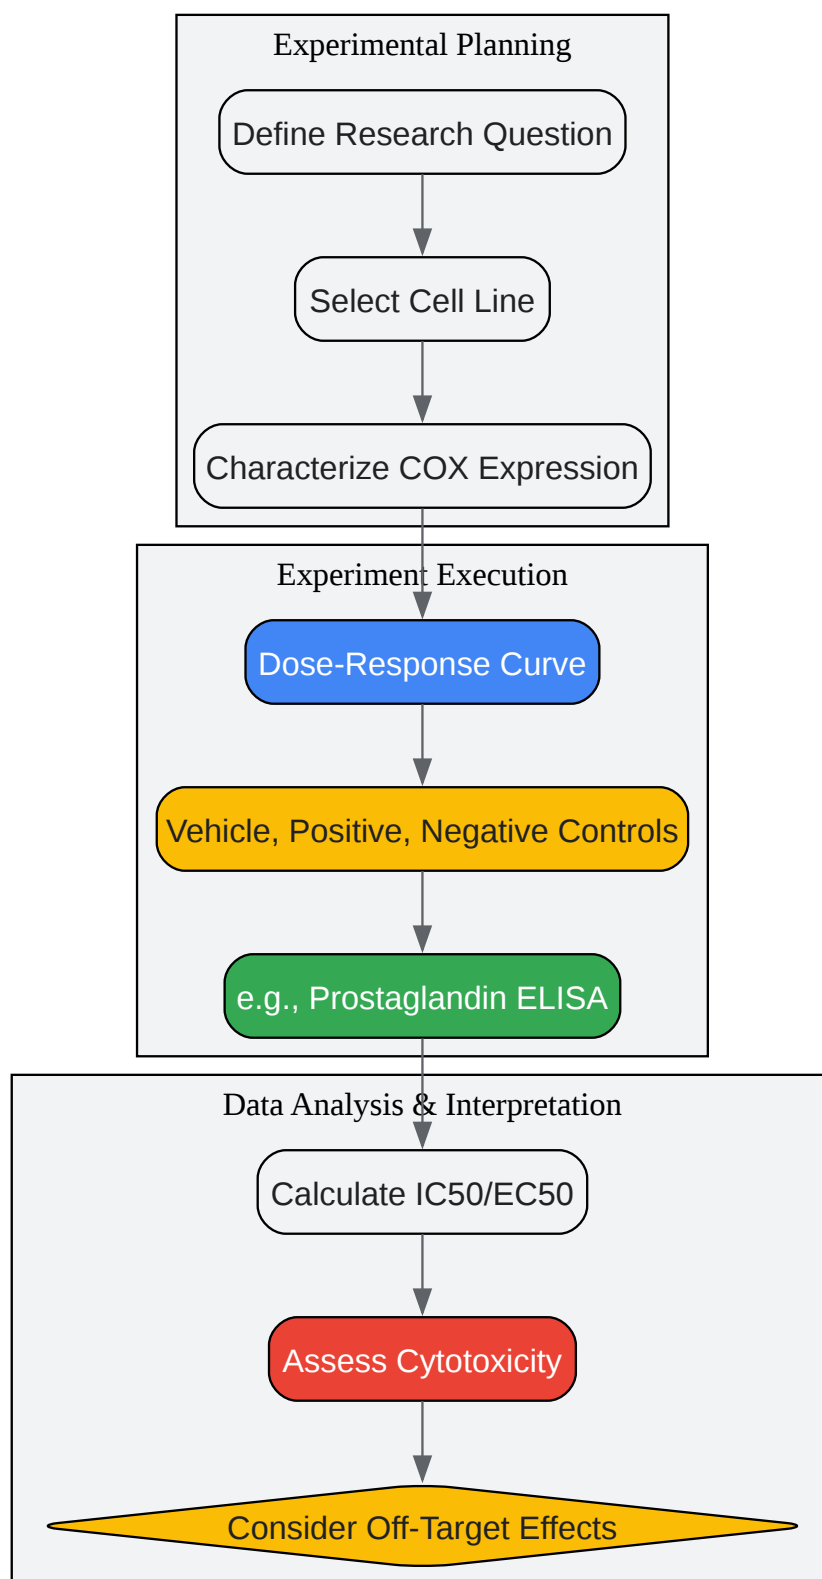 Experimental Planning
Define Research Question
Select Cell Line
Characterize COX Expression
Experiment Execution
Dose-Response Curve
Vehicle, Positive, Negative Controls
e.g., Prostaglandin ELISA
Data Analysis & Interpretation
Calculate IC50/EC50
Assess Cytotoxicity
Consider Off-Target Effects